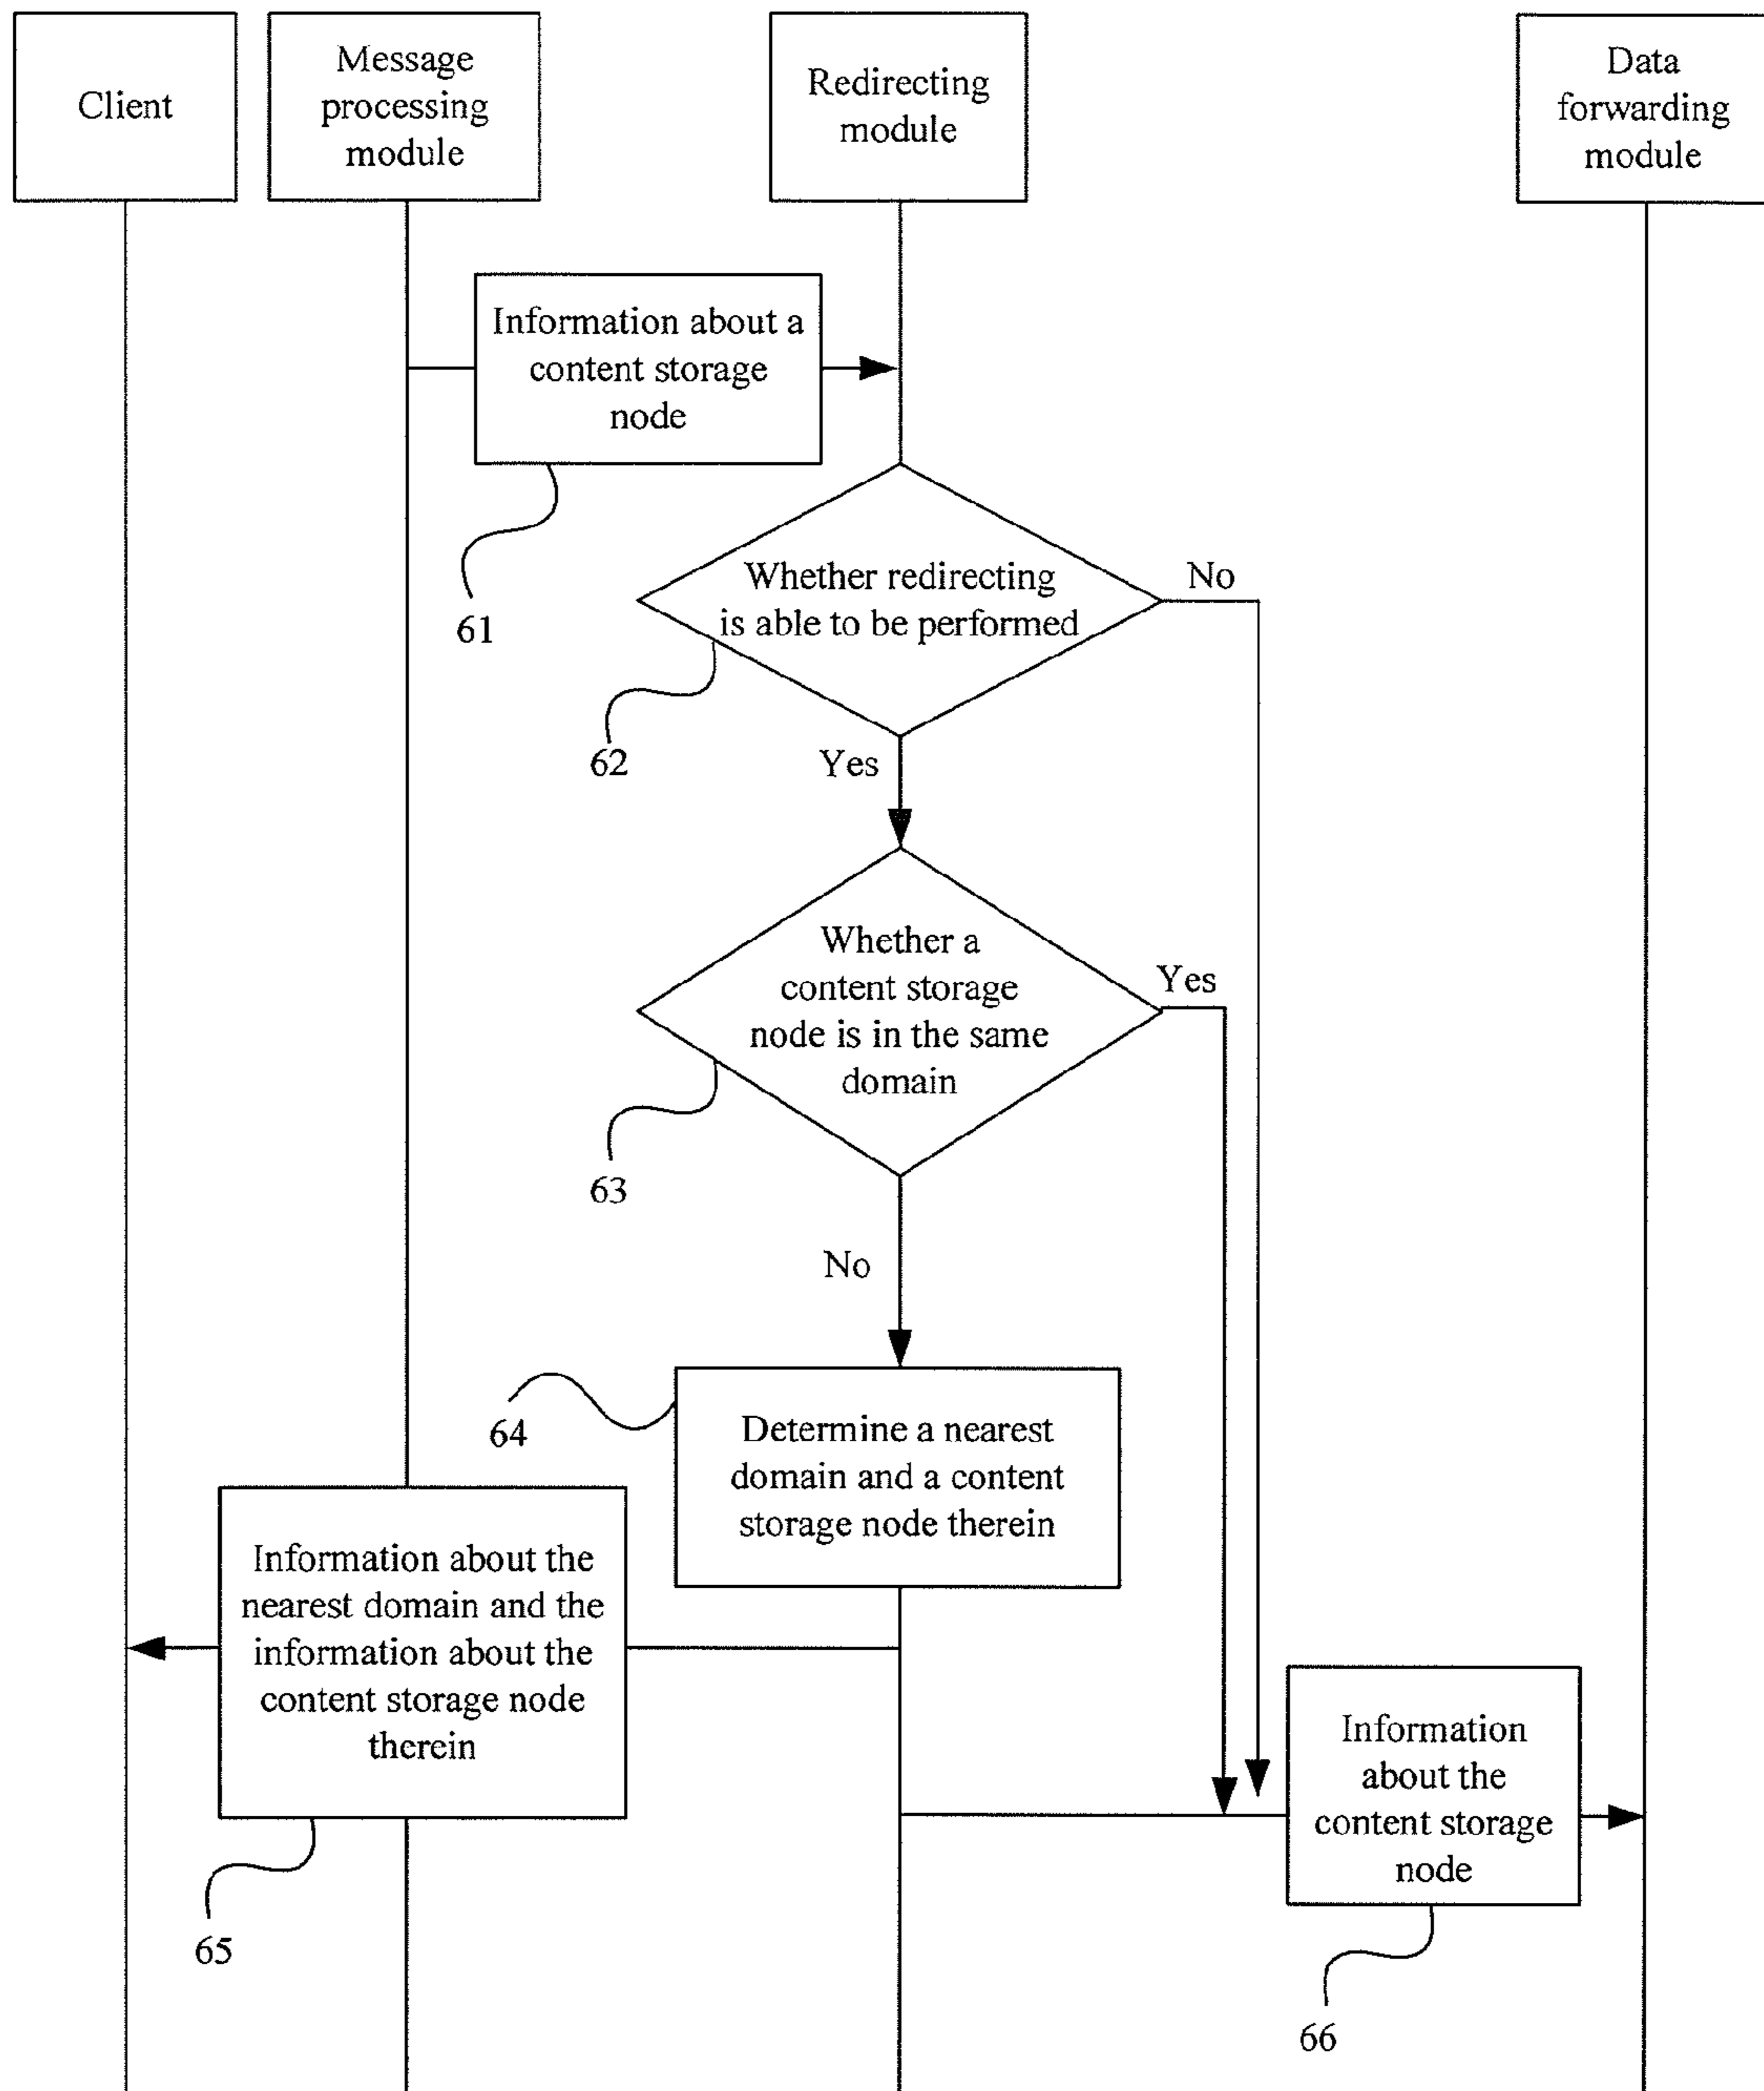 Client
Message
processing
module
Redirecting
module
Data
forwarding
module
Information about a
content storage
node
61
Whether redirecting
is able to be performed
No
62
Yes
Whether a
content storage
node is in the same
domain
Yes
63
No
64
Determine a nearest
domain and a content
storage node therein
Information about the
nearest domain and the
information about the
content storage node
therein
65
Information
about the
content storage
node
66